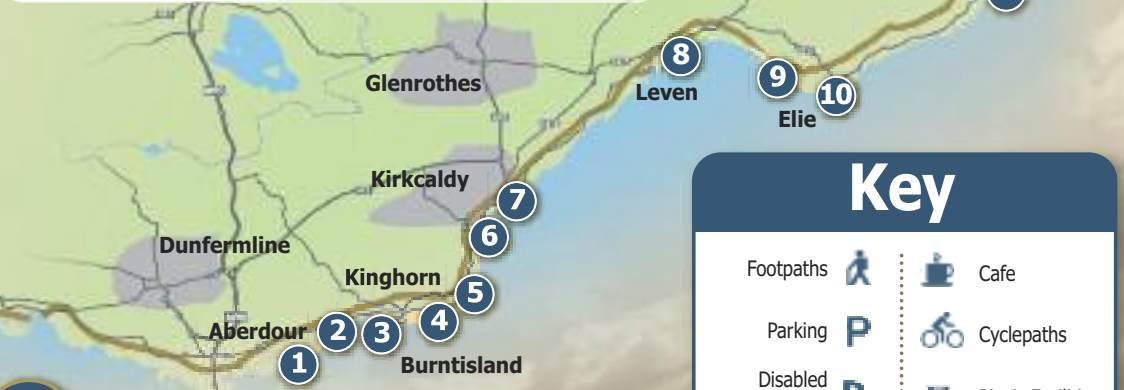 8
9
10
Glenrothes
Leven
Elie
Kirkcaldy
7
6
Dunfermline
Kinghorn
5
Aberdour
2
3
4
1
Burntisland
Key
Footpaths
Cafe
Parking
P
Cyclepaths
Disabled